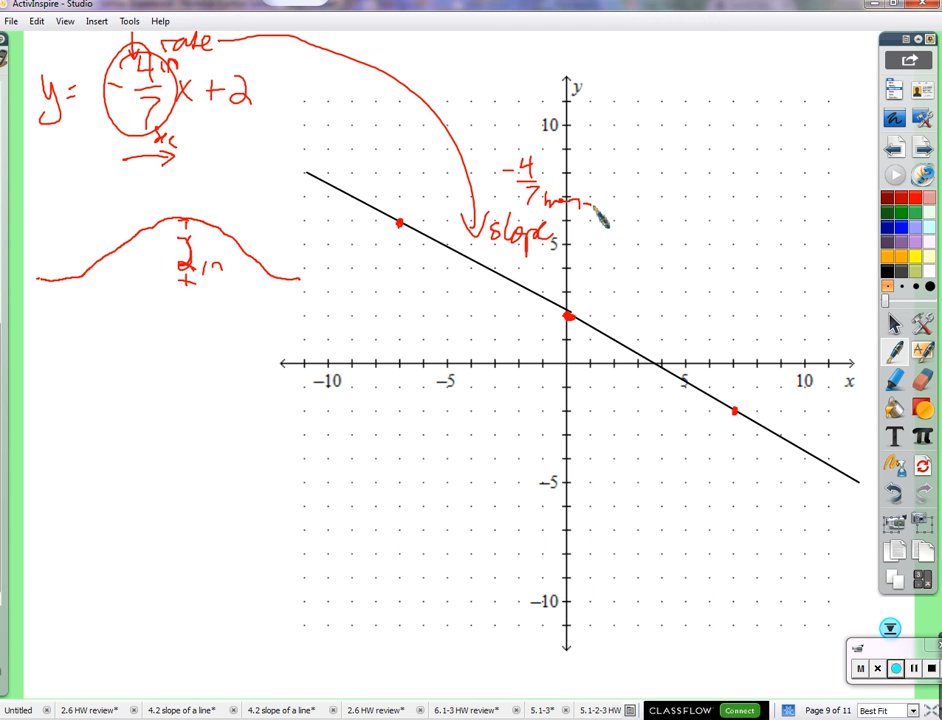 ActivInspire - Studio
File Edit View Insert Tools Help
rate
y = - 4 in / 7 sec x + 2
- 4 / 7
slope
2 in
y
10
5
-10 -5 5 10 x
-5
-10
Untitled 2.6 HW review* 4.2 slope of a line* 4.2 slope of a line* 2.6 HW review* 6.1-3 HW review* 5.1-3* 5.1-2-3 HW CLASSFLOW Connect Page 9 of 11 Best Fit
M
T π